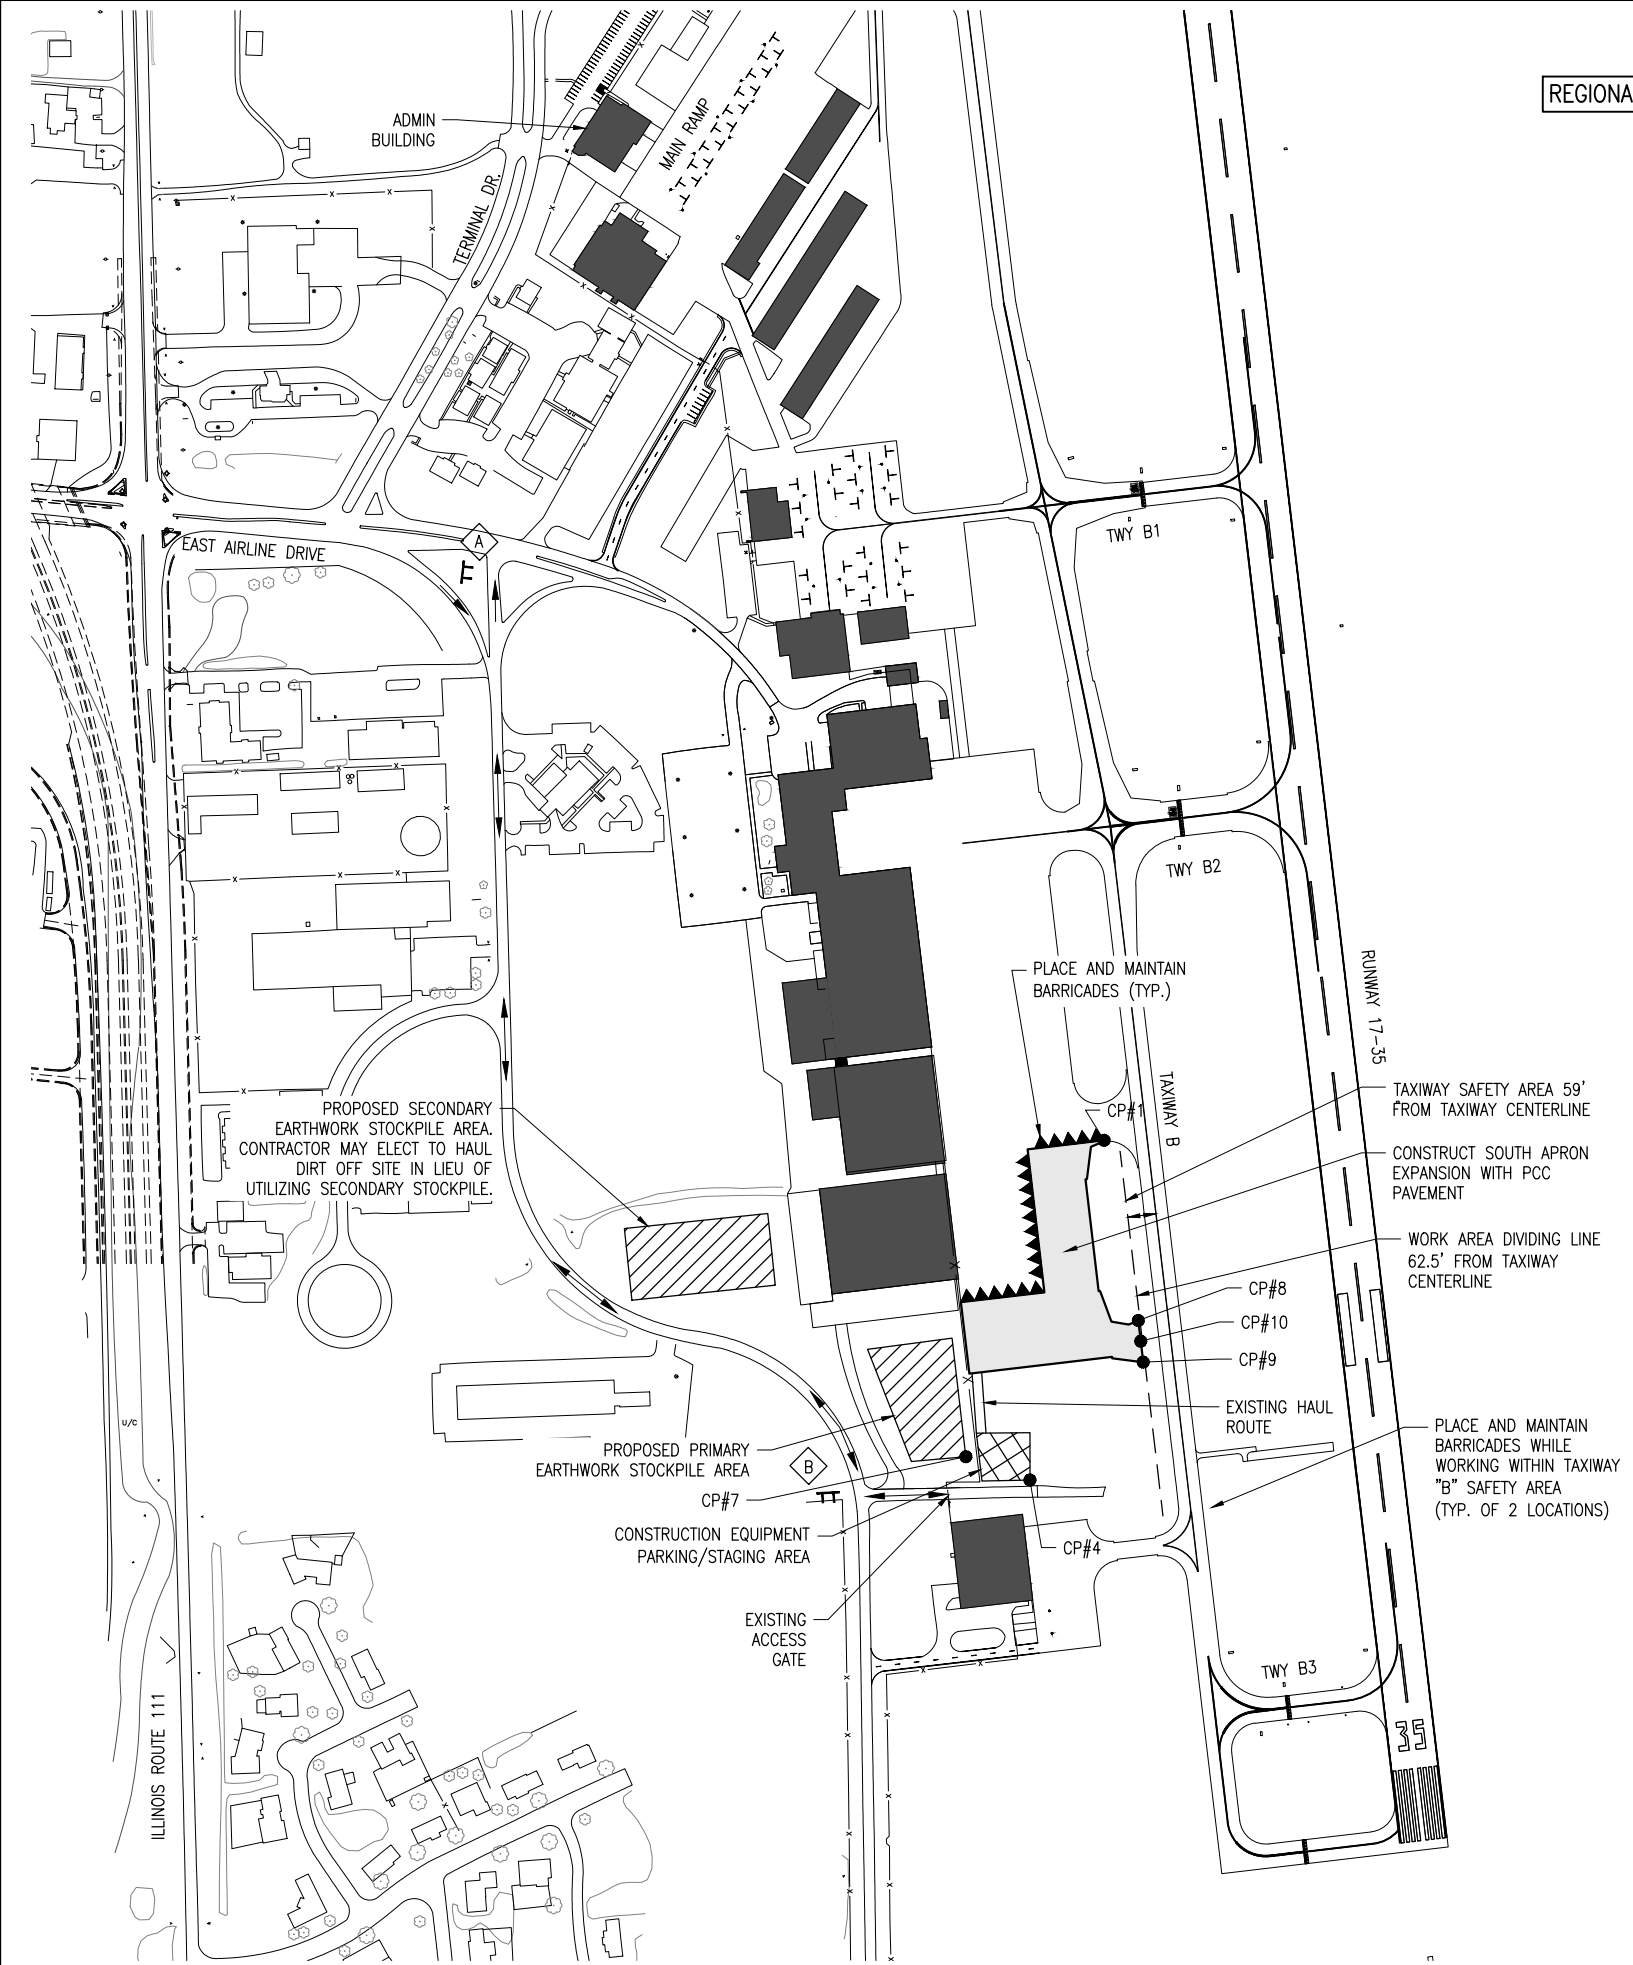 REGIONA
ADMIN
BUILDING
MAIN RAMP
TERMINAL DR.
A
EAST AIRLINE DRIVE
TWY B1
TWY B2
RUNWAY 17-35
PLACE AND MAINTAIN
BARRICADES (TYP.)
TAXIWAY B
CP#1
TAXIWAY SAFETY AREA 59'
FROM TAXIWAY CENTERLINE
CONSTRUCT SOUTH APRON
EXPANSION WITH PCC
PAVEMENT
PROPOSED SECONDARY
EARTHWORK STOCKPILE AREA.
CONTRACTOR MAY ELECT TO HAUL
DIRT OFF SITE IN LIEU OF
UTILIZING SECONDARY STOCKPILE.
WORK AREA DIVIDING LINE
62.5' FROM TAXIWAY
CENTERLINE
CP#8
CP#10
CP#9
EXISTING HAUL
ROUTE
PLACE AND MAINTAIN
BARRICADES WHILE
WORKING WITHIN TAXIWAY
"B" SAFETY AREA
(TYP. OF 2 LOCATIONS)
U/C
PROPOSED PRIMARY
EARTHWORK STOCKPILE AREA
B
CP#7
CONSTRUCTION EQUIPMENT
PARKING/STAGING AREA
CP#4
EXISTING
ACCESS
GATE
TWY B3
ILLINOIS ROUTE 111
35